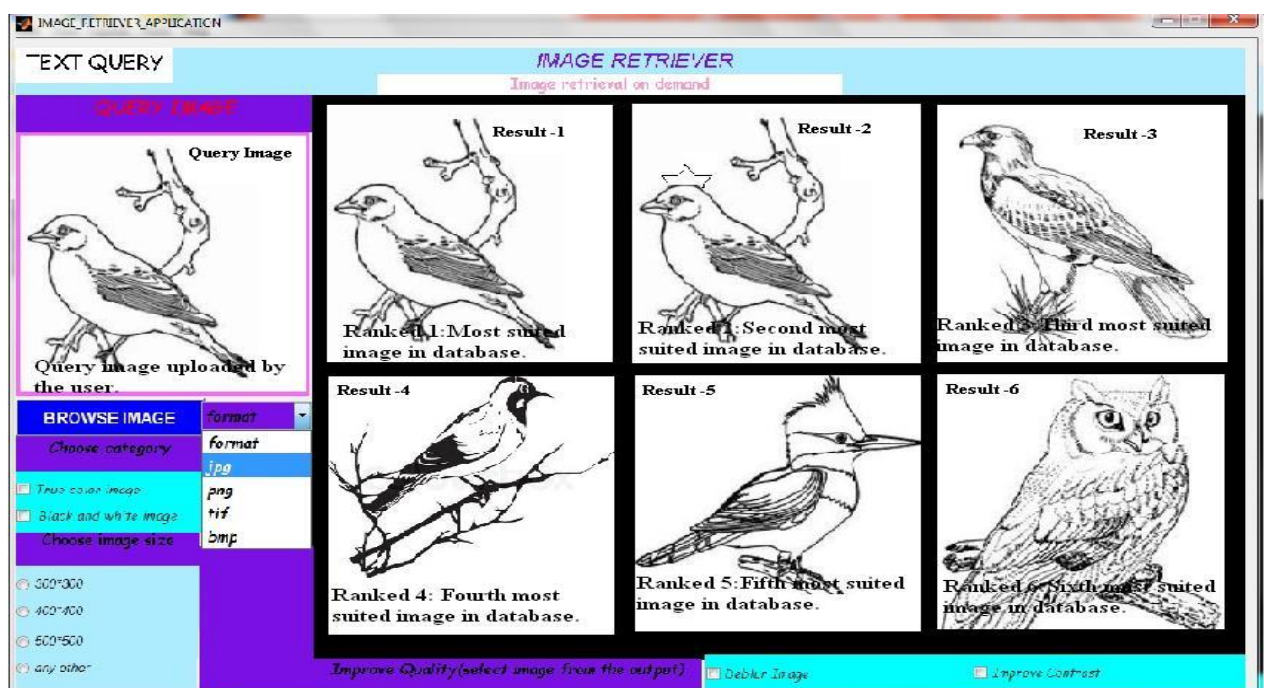 IMAGE_RETRIEVER_APPLICATION
TEXT QUERY
IMAGE RETRIEVER
Image retrieval on demand
QUERY IMAGE
Query Image
Query image uploaded by
the user.
Result -1
Ranked 1:Most suited
image in database.
Result -2
Ranked 2:Second most
suited image in database.
Result -3
Ranked 3:Third most suited
image in database.
BROWSE IMAGE
format
format
jpg
png
tif
bmp
Choose category
True color image
Black and white image
Choose image size
300*300
400*400
500*500
any other
Result -4
Ranked 4: Fourth most
suited image in database.
Result -5
Ranked 5:Fifth most suited
image in database.
Result -6
Ranked 6:Sixth most suited
image in database.
Improve Quality(select image from the output)
Deblur Image
Improve Contrast